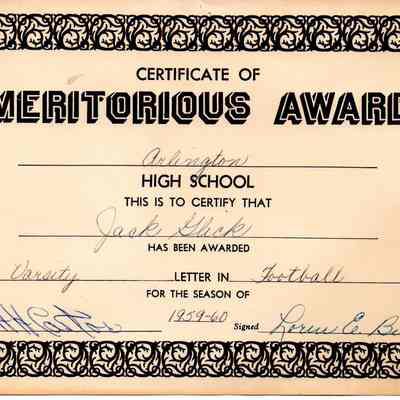 CERTIFICATE OF
MERITORIOUS AWARD
Arlington
HIGH SCHOOL
THIS IS TO CERTIFY THAT
Jack Glick
HAS BEEN AWARDED
Varsity LETTER IN Football
FOR THE SEASON OF
1959-60 Signed Loren E.